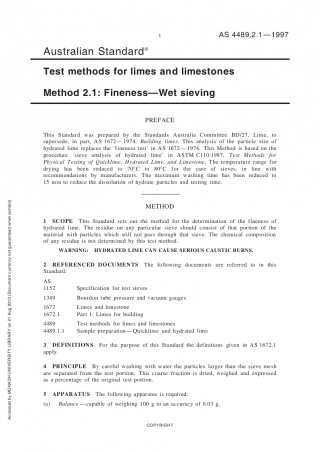 1
AS 4489.2.1—1997
Australian Standard®
Test methods for limes and limestones
Method 2.1: Fineness—Wet sieving
PREFACE
This Standard was prepared by the Standards Australia Committee BD/27, Lime, to
supersede, in part, AS 1672—1974, Building limes. This analysis of the particle size of
hydrated lime replaces the 'fineness test' in AS 1672—1974. This Method is based on the
procedure 'sieve analysis of hydrated lime' in ASTM C110:1987, Test Methods for
Physical Testing of Quicklime, Hydrated Lime, and Limestone. The temperature range for
drying has been reduced to 70°C to 80°C for the care of sieves, in line with
recommendations by manufacturers. The maximum washing time has been reduced to
15 min to reduce the dissolution of hydrate particles and testing time.
METHOD
1 SCOPE This Standard sets out the method for the determination of the fineness of
hydrated lime. The residue on any particular sieve should consist of that portion of the
material with particles which will not pass through that sieve. The chemical composition
of any residue is not determined by this test method.
WARNING: HYDRATED LIME CAN CAUSE SERIOUS CAUSTIC BURNS.
2 REFERENCED DOCUMENTS The following documents are referred to in this
Standard:
AS
1152 Specification for test sieves
1349 Bourdon tube pressure and vacuum gauges
1672 Limes and limestone
1672.1 Part 1: Limes for building
4489 Test methods for limes and limestones
4489.1.1 Sample preparation—Quicklime and hydrated lime
3 DEFINITIONS For the purpose of this Standard the definitions given in AS 1672.1
apply.
4 PRINCIPLE By careful washing with water the particles larger than the sieve mesh
are separated from the test portion. This coarse fraction is dried, weighed and expressed
as a percentage of the original test portion.
5 APPARATUS The following apparatus is required:
(a) Balance—capable of weighing 100 g to an accuracy of 0.03 g.
COPYRIGHT
Accessed by MONASH UNIVERSITY LIBRARY on 21 Aug 2013 (Document currency not guaranteed when printed)